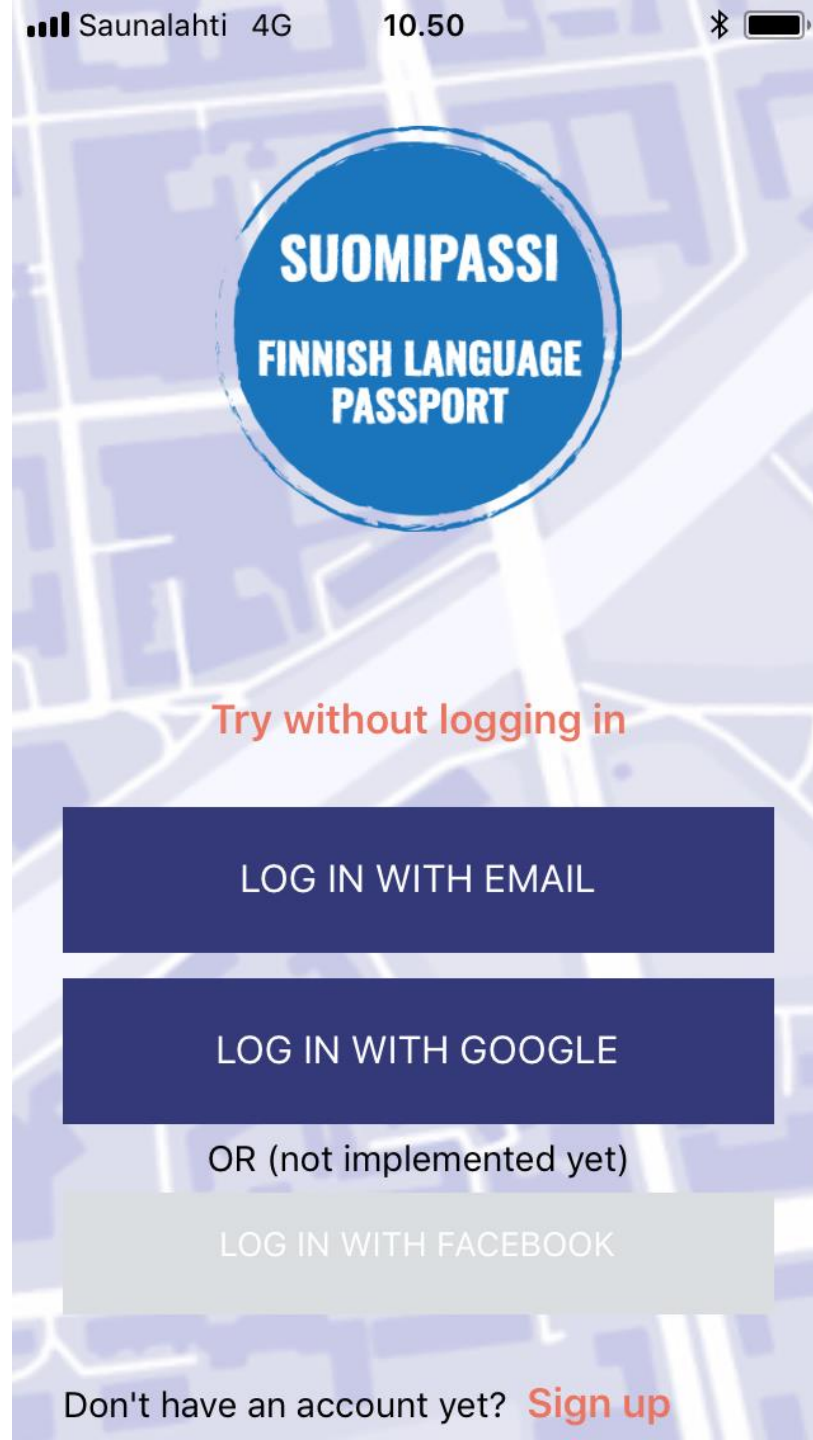 Saunalahti 4G 10.50
SUOMIPASSI
FINNISH LANGUAGE
PASSPORT
Try without logging in
LOG IN WITH EMAIL
LOG IN WITH GOOGLE
OR (not implemented yet)
LOG IN WITH FACEBOOK
Don't have an account yet? Sign up